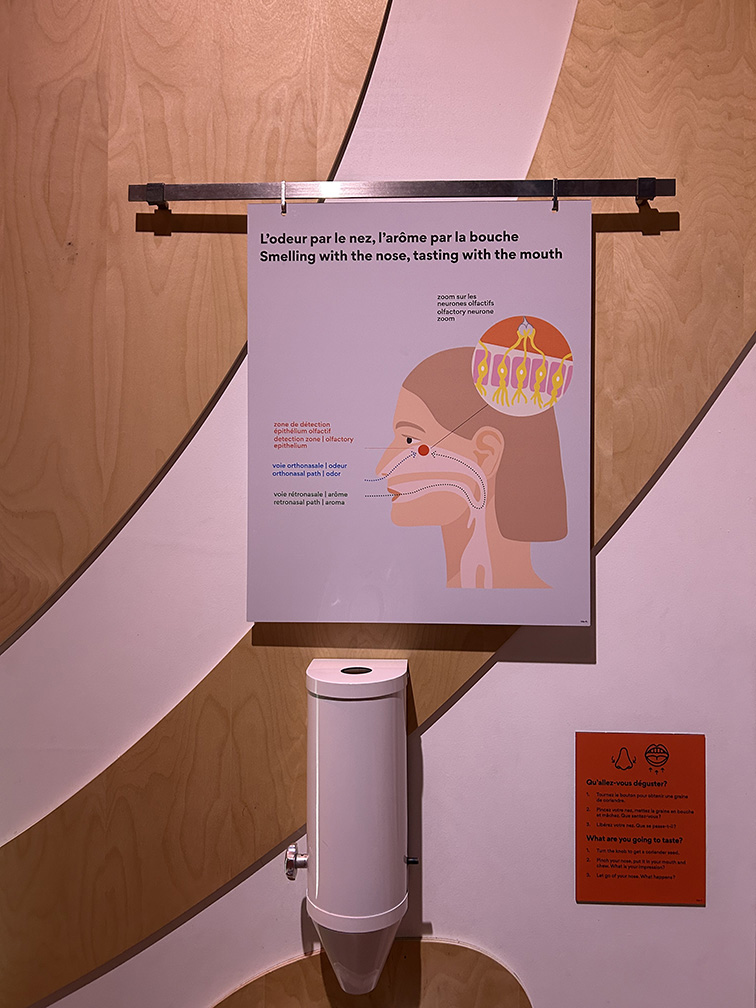 L'odeur par le nez, l'arôme par la bouche
Smelling with the nose, tasting with the mouth
zoom sur les
neurones olfactifs
olfactory neurone
zoom
zone de détection
épithélium olfactif
detection zone | olfactory
epithelium
voie orthonasale | odeur
orthonasal path | odor
voie rétronasale | arôme
retronasal path | aroma
Qu'allez-vous déguster?
1. Tournez le bouton pour obtenir une graine
de coriandre.
2. Pincez votre nez, mettez la graine en bouche
et mâchez. Que sentez-vous?
3. Libérez votre nez. Que se passe-t-il?
What are you going to taste?
1. Turn the knob to get a coriander seed.
2. Pinch your nose, put it is your mouth and
chew. What is your impression?
3. Let go of your nose. What happens?